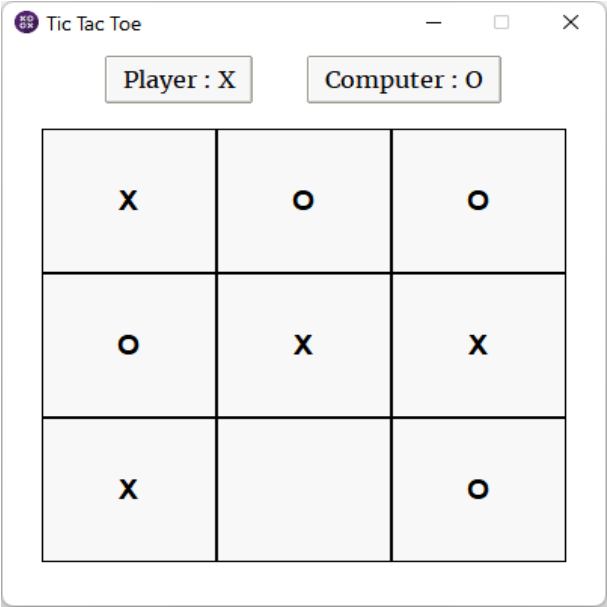 Tic Tac Toe
Player : X Computer : O
X O O
O X X
X O